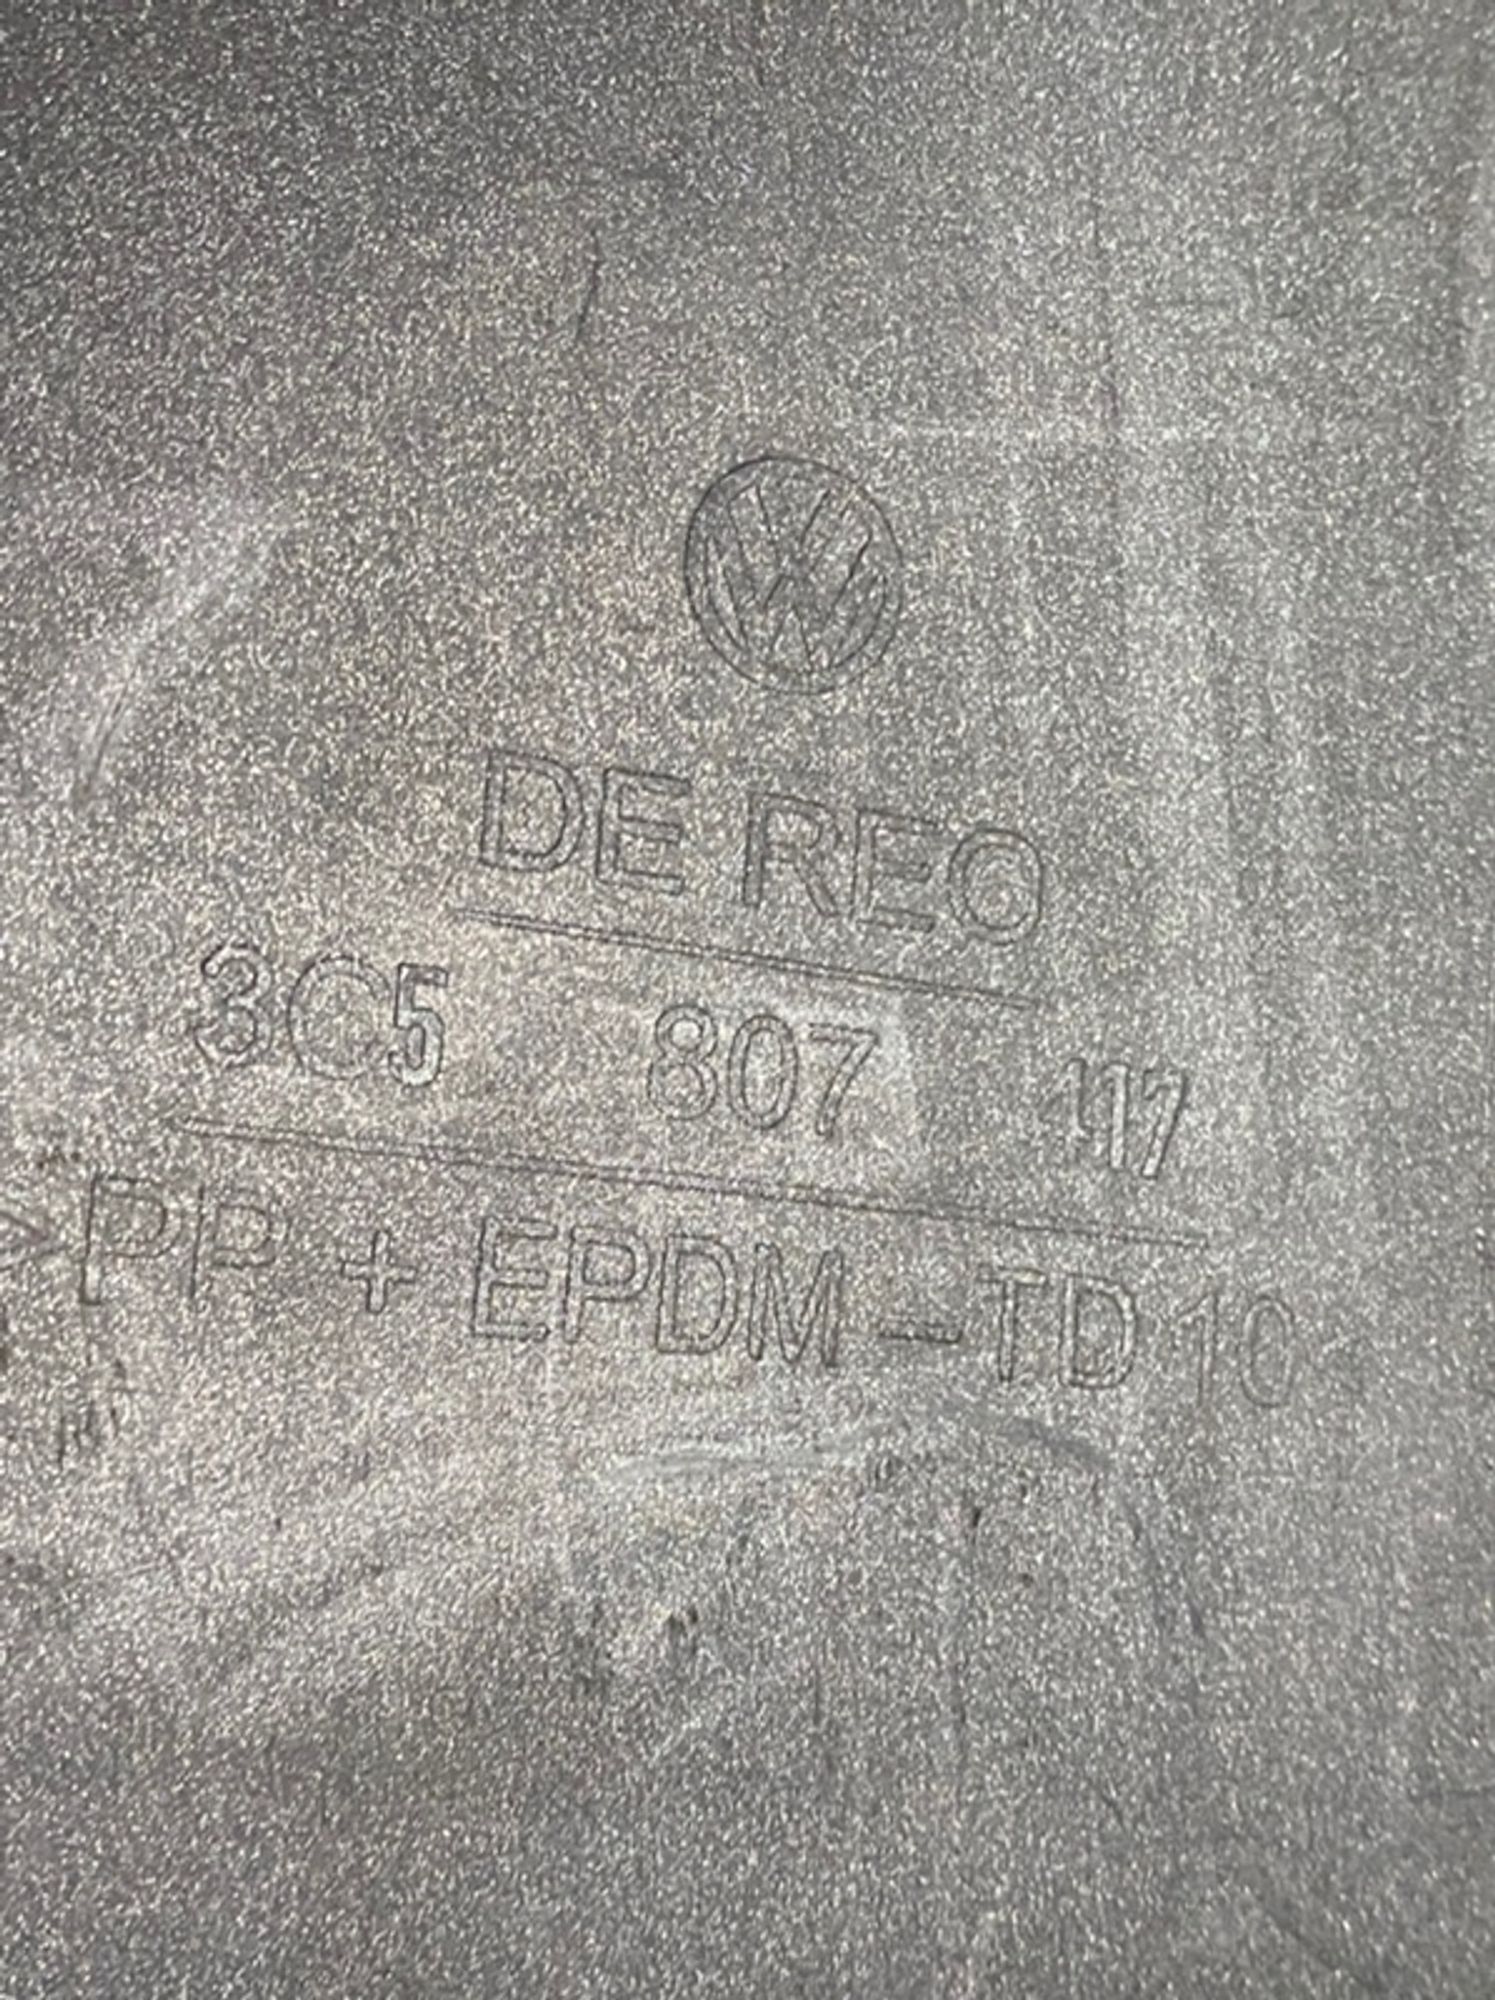 DE REO
3C5 807 117
>PP + EPDM - TD 10